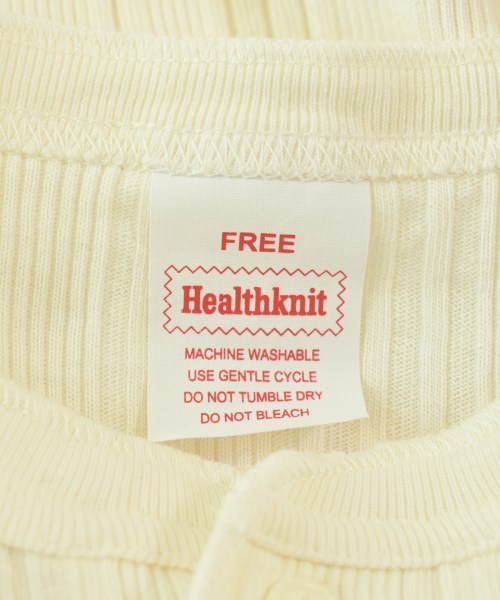 FREE
Healthknit
MACHINE WASHABLE
USE GENTLE CYCLE
DO NOT TUMBLE DRY
DO NOT BLEACH